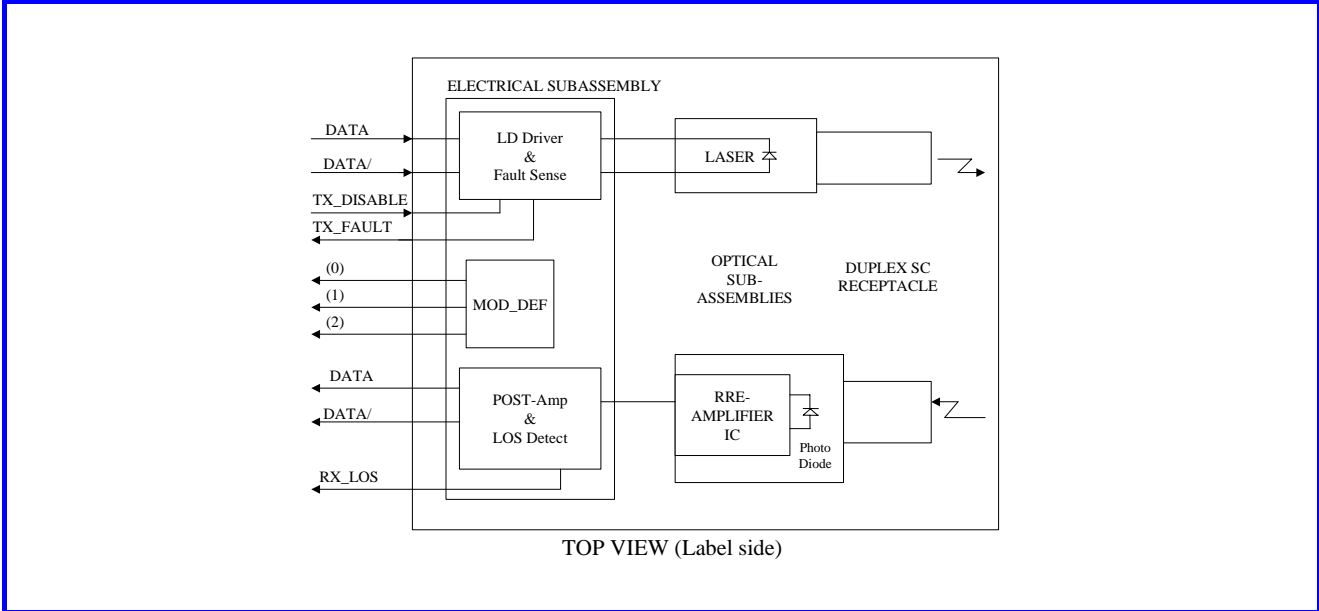 ELECTRICAL SUBASSEMBLY
DATA
DATA/
TX_DISABLE
TX_FAULT
LD Driver
&
Fault Sense
LASER
(0)
(1)
(2)
MOD_DEF
OPTICAL
SUB-
ASSEMBLIES
DUPLEX SC
RECEPTACLE
DATA
DATA/
RX_LOS
POST-Amp
&
LOS Detect
RRE-
AMPLIFIER
IC
Photo
Diode
TOP VIEW (Label side)